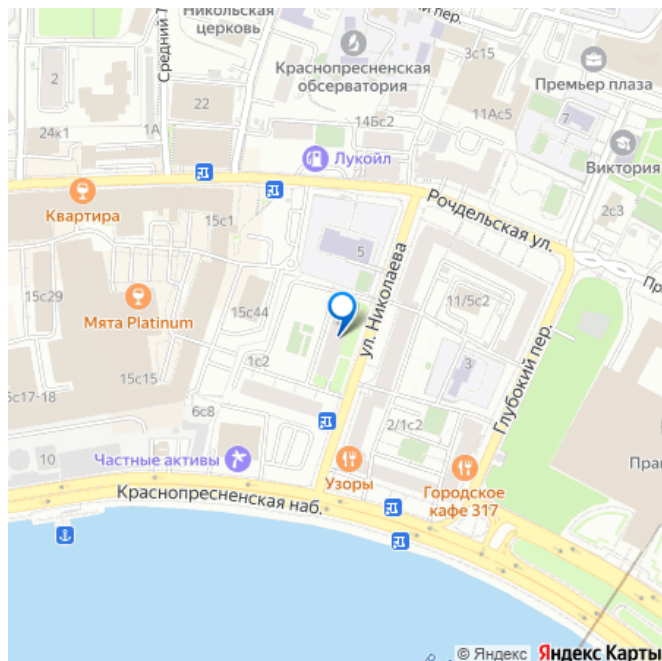 Никольская
церковь
пер.
Средний
Краснопресненская
обсерватория
3с15
Премьер плаза
2
22
24к1
1А
14Бс2
11Ас5
7
Лукойл
Виктория
Квартира
15с1
Рочдельская ул.
2с3
5
ул. Николаева
15с29
Мята Platinum
15с44
11/5с2
1с2
15с15
3
Глубокий пер.
5с17-18
6с8
2/1с2
10
Частные активы
Узоры
Городское
кафе 317
Краснопресненская наб.
© Яндекс Яндекс Карты